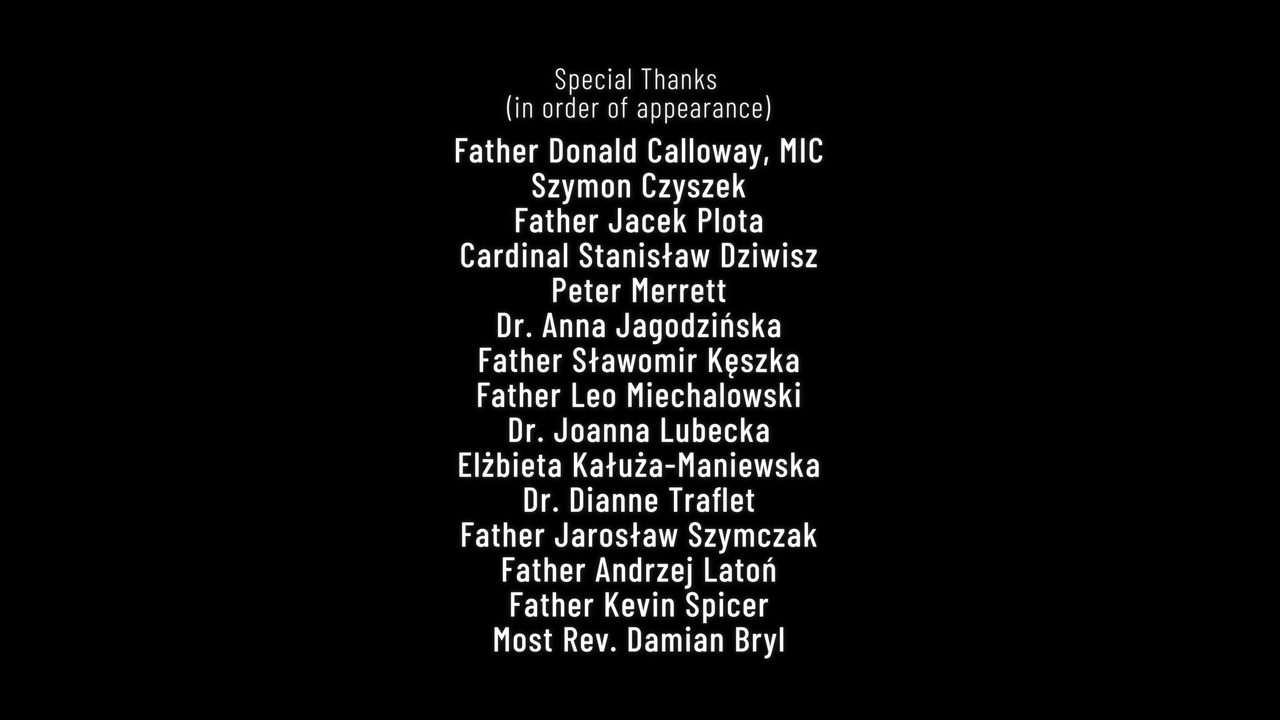 Special Thanks
(in order of appearance)
Father Donald Calloway, MIC
Szymon Czyszek
Father Jacek Plota
Cardinal Stanisław Dziwisz
Peter Merrett
Dr. Anna Jagodzińska
Father Sławomir Kęszka
Father Leo Miechalowski
Dr. Joanna Lubecka
Elżbieta Kałuża-Maniewska
Dr. Dianne Traflet
Father Jarosław Szymczak
Father Andrzej Latoń
Father Kevin Spicer
Most Rev. Damian Bryl